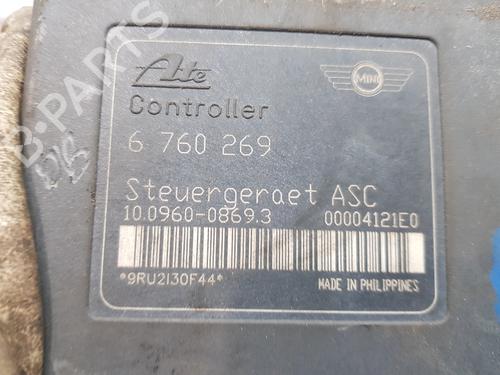 Ate
MINI
Controller
6 760 269
Steuergeraet ASC
10.0960-0869.3 00004121E0
*9RU2I30F44*
MADE IN PHILIPPINES
B-PARTS